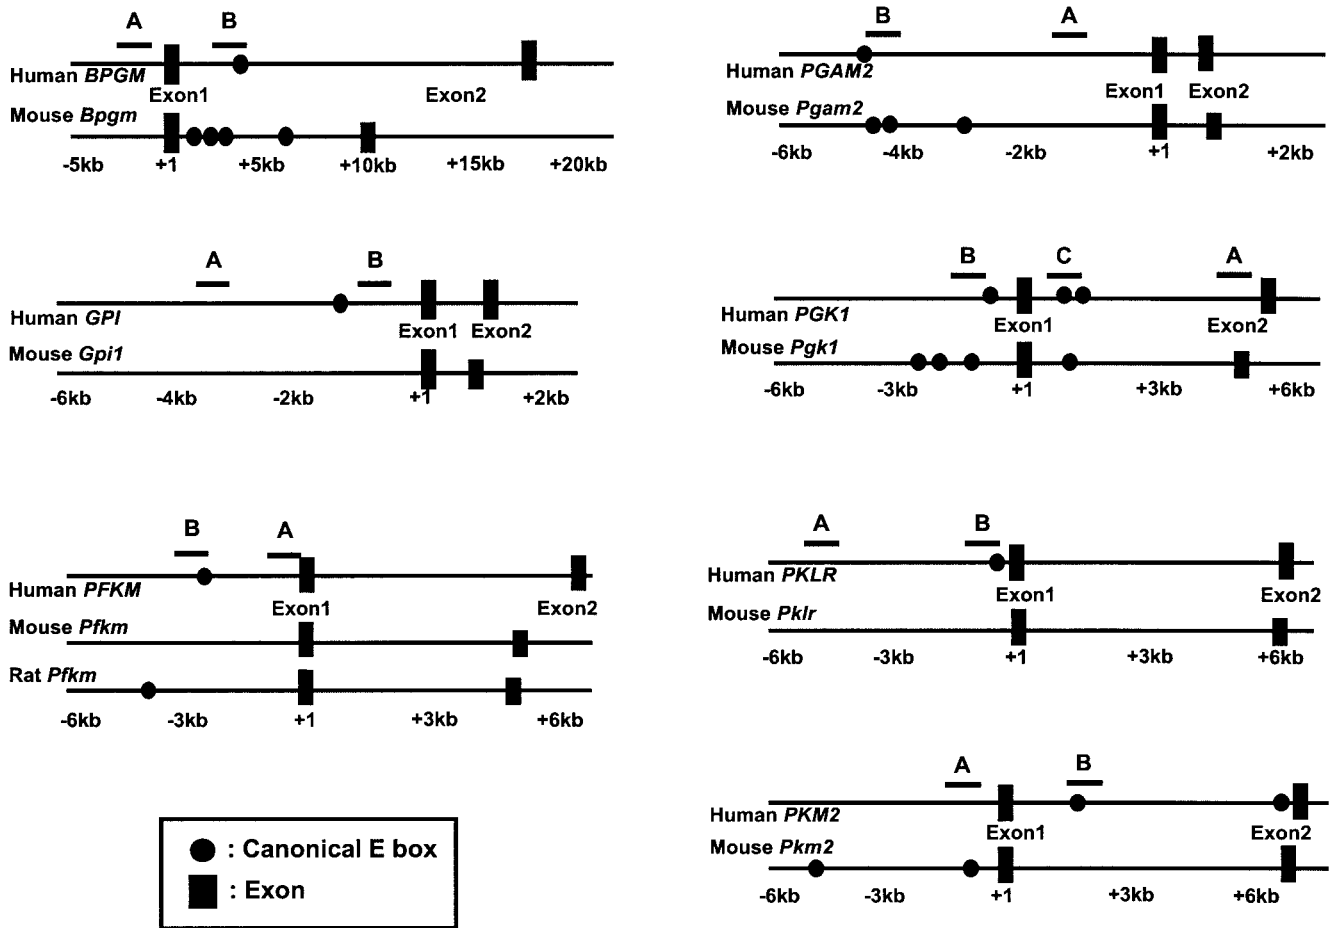 A B
Human BPGM
Exon1 Exon2
Mouse Bpgm
-5kb +1 +5kb +10kb +15kb +20kb
B A
Human PGAM2
Exon1 Exon2
Mouse Pgam2
-6kb -4kb -2kb +1 +2kb
A B
Human GPI
Exon1 Exon2
Mouse Gpi1
-6kb -4kb -2kb +1 +2kb
B C A
Human PGK1
Exon1 Exon2
Mouse Pgk1
-6kb -3kb +1 +3kb +6kb
B A
Human PFKM
Exon1 Exon2
Mouse Pfkm
Rat Pfkm
-6kb -3kb +1 +3kb +6kb
A B
Human PKLR
Exon1 Exon2
Mouse Pklr
-6kb -3kb +1 +3kb +6kb
A B
Human PKM2
Exon1 Exon2
Mouse Pkm2
-6kb -3kb +1 +3kb +6kb
: Canonical E box
: Exon